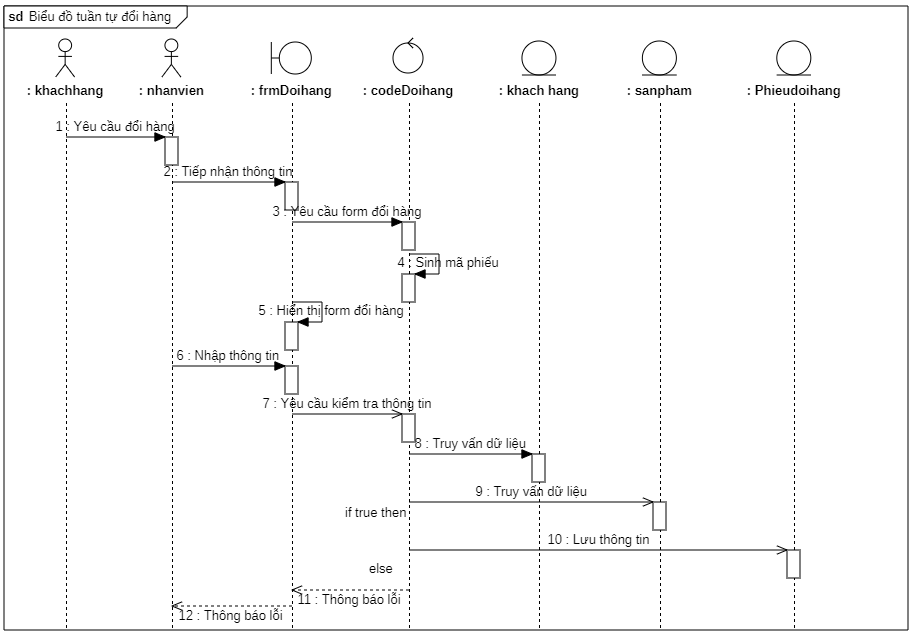 sd Biểu đồ tuần tự đổi hàng
: khachhang
: nhanvien
: frmDoihang
: codeDoihang
: khach hang
: sanpham
: Phieudoihang
1 : Yêu cầu đổi hàng
2 : Tiếp nhận thông tin
3 : Yêu cầu form đổi hàng
4 : Sinh mã phiếu
5 : Hiển thị form đổi hàng
6 : Nhập thông tin
7 : Yêu cầu kiểm tra thông tin
8 : Truy vấn dữ liệu
9 : Truy vấn dữ liệu
if true then
10 : Lưu thông tin
else
11 : Thông báo lỗi
12 : Thông báo lỗi